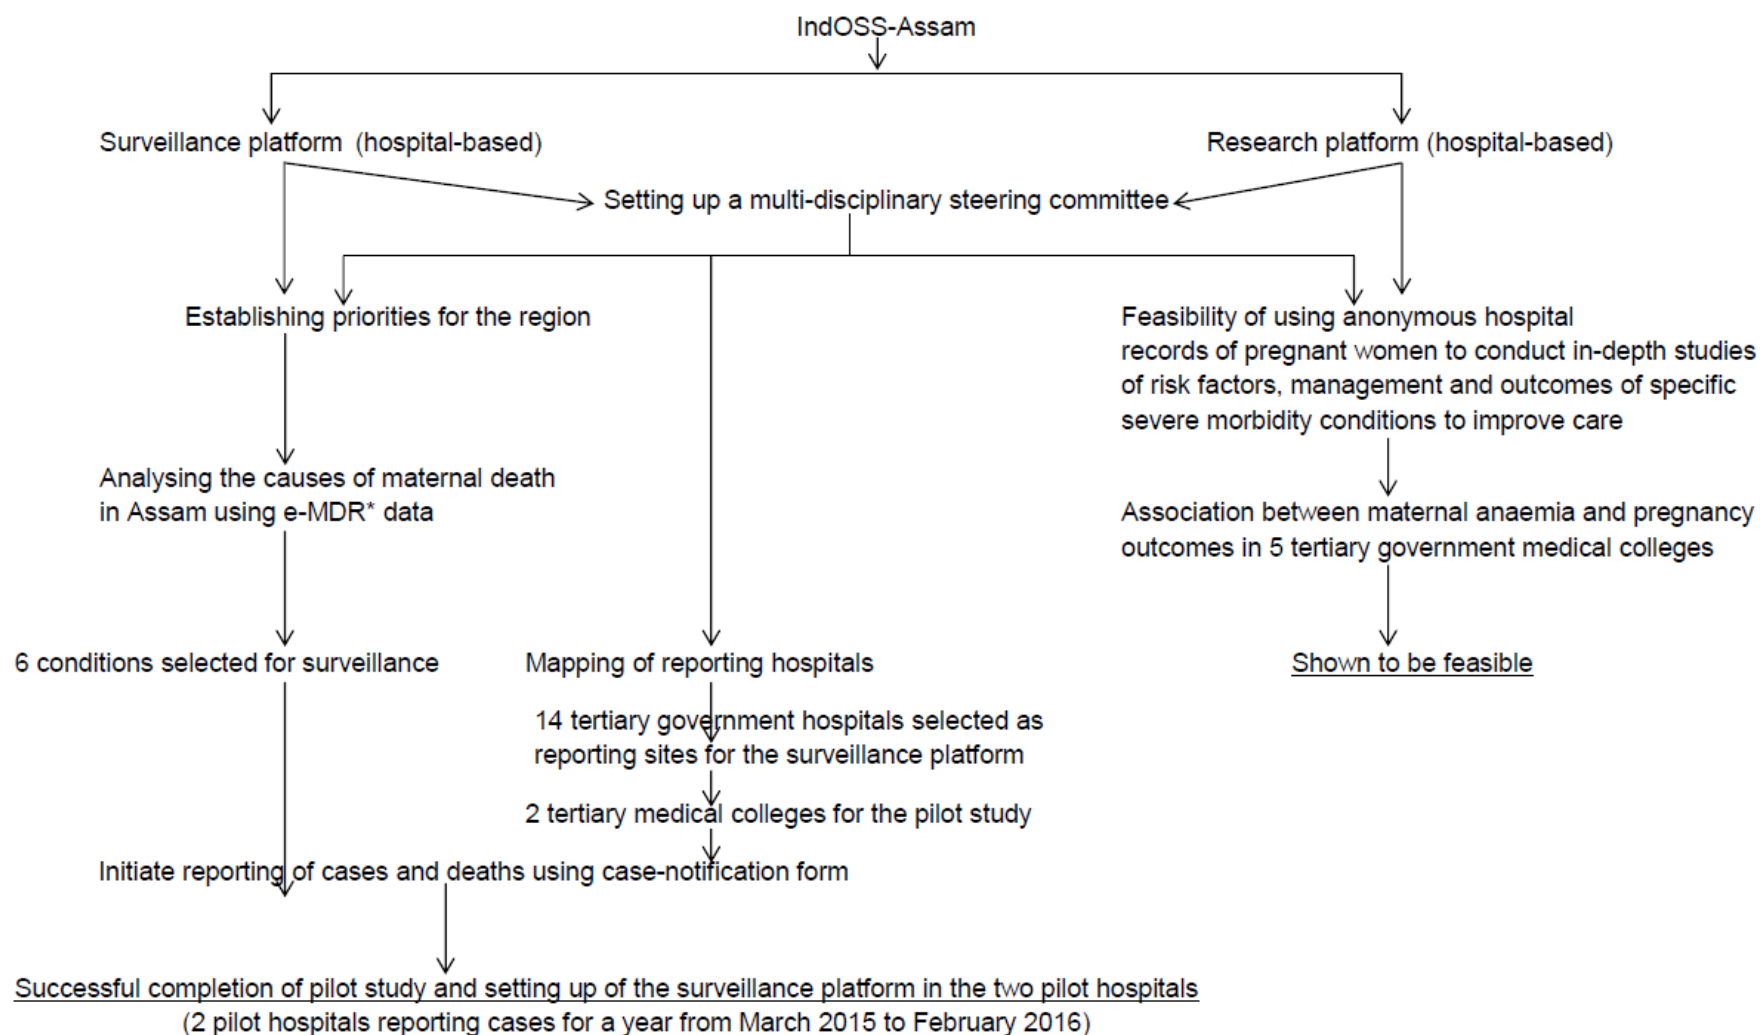 IndOSS-Assam
Surveillance platform (hospital-based)
Research platform (hospital-based)
Setting up a multi-disciplinary steering committee
Establishing priorities for the region
Feasibility of using anonymous hospital
records of pregnant women to conduct in-depth studies
of risk factors, management and outcomes of specific
severe morbidity conditions to improve care
Analysing the causes of maternal death
in Assam using e-MDR* data
Association between maternal anaemia and pregnancy
outcomes in 5 tertiary government medical colleges
6 conditions selected for surveillance
Mapping of reporting hospitals
Shown to be feasible
14 tertiary government hospitals selected as
reporting sites for the surveillance platform
2 tertiary medical colleges for the pilot study
Initiate reporting of cases and deaths using case-notification form
Successful completion of pilot study and setting up of the surveillance platform in the two pilot hospitals
(2 pilot hospitals reporting cases for a year from March 2015 to February 2016)